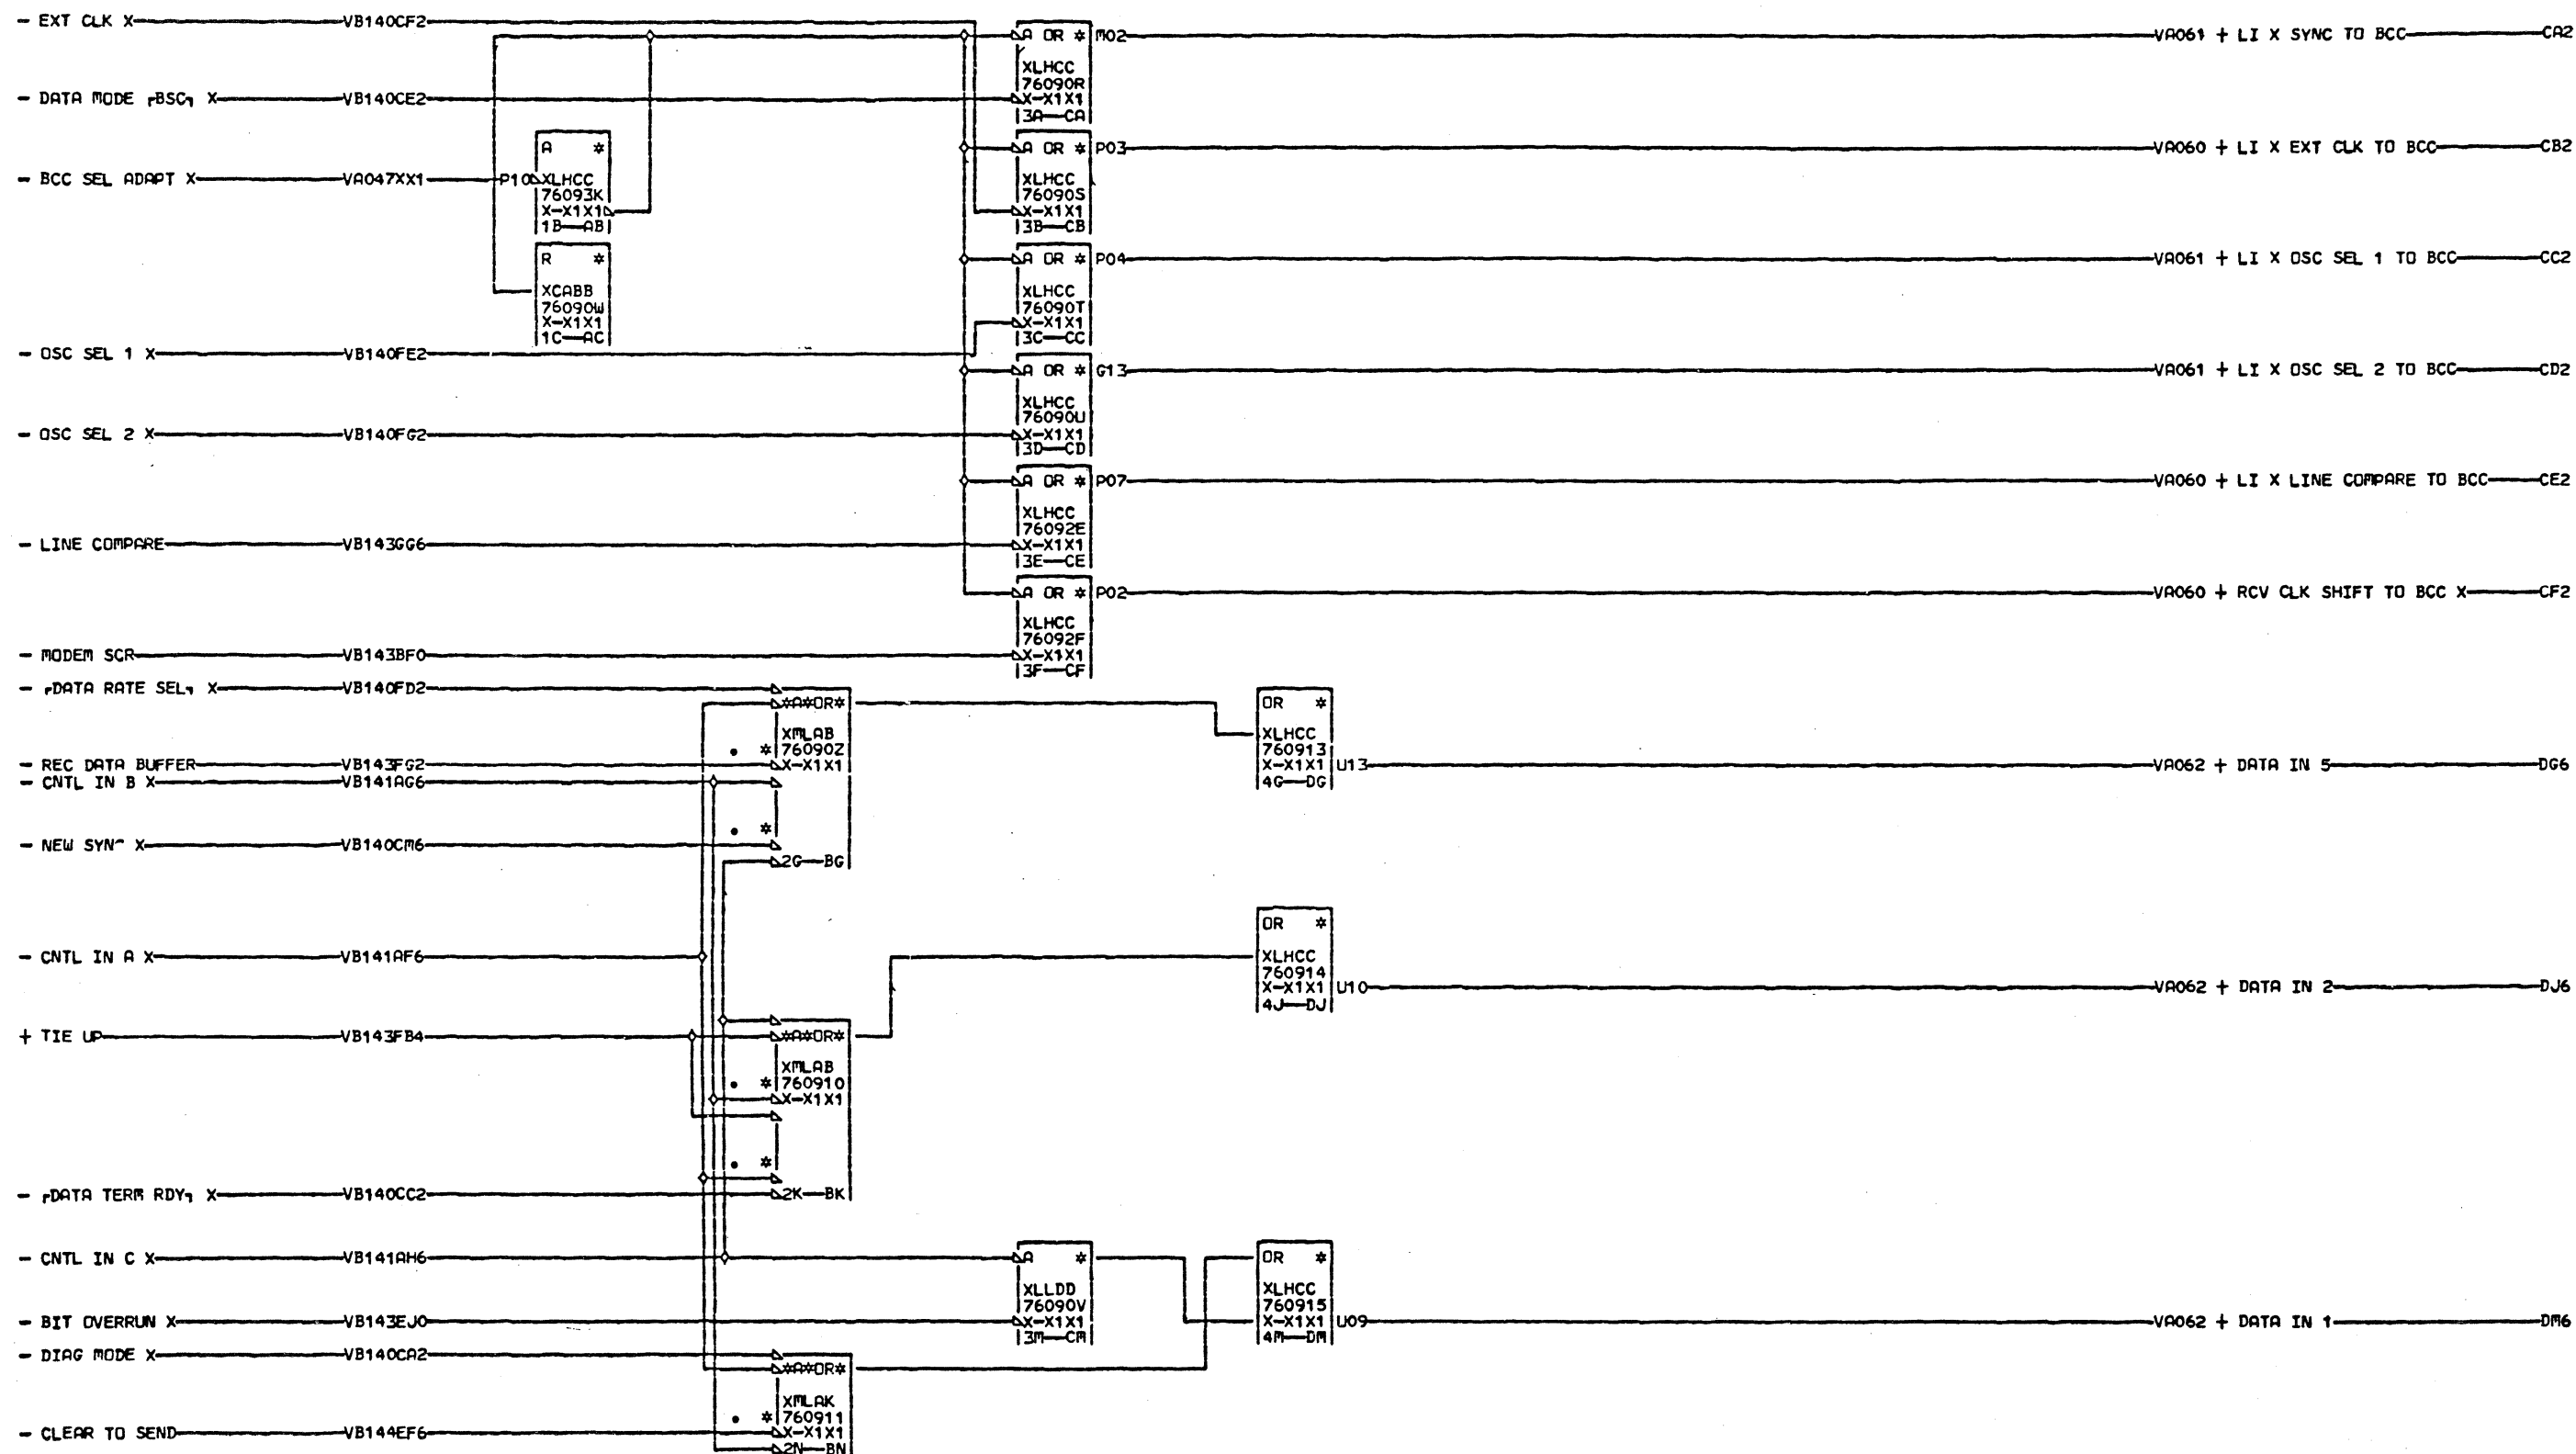 - EXT CLK X VB140CF2
A OR * M02 VA061 + LI X SYNC TO BCC CA2
XLHCC
76090R
- DATA MODE ┌BSC┐ X VB140CE2 X-X1X1
3A CA
A *
A OR * P03 VA060 + LI X EXT CLK TO BCC CB2
- BCC SEL ADAPT X VA047XX1 P10 XLHCC
76093K
X-X1X1
1B AB
XLHCC
76090S
X-X1X1
3B CB
R *
XCABB
76090W
X-X1X1
1C AC
A OR * P04 VA061 + LI X OSC SEL 1 TO BCC CC2
XLHCC
76090T
X-X1X1
3C CC
- OSC SEL 1 X VB140FE2
A OR * G13 VA061 + LI X OSC SEL 2 TO BCC CD2
XLHCC
76090U
- OSC SEL 2 X VB140FG2 X-X1X1
3D CD
A OR * P07 VA060 + LI X LINE COMPARE TO BCC CE2
XLHCC
76092E
- LINE COMPARE VB143GG6 X-X1X1
3E CE
A OR * P02 VA060 + RCV CLK SHIFT TO BCC X CF2
XLHCC
76092F
- MODEM SCR VB143BF0 X-X1X1
3F CF
- ┌DATA RATE SEL┐ X VB140FD2
*A*OR*
XMLAB
• * 76090Z
- REC DATA BUFFER VB143FG2 X-X1X1
OR *
XLHCC
760913
X-X1X1 U13 VA062 + DATA IN 5 DG6
4G DG
- CNTL IN B X VB141AG6
• *
- NEW SYN X VB140CM6
2G BG
- CNTL IN A X VB141AF6
OR *
XLHCC
760914
X-X1X1 U10 VA062 + DATA IN 2 DJ6
4J DJ
+ TIE UP VB143FB4 *A*OR*
XMLAB
• * 760910
X-X1X1
• *
- ┌DATA TERM RDY┐ X VB140CC2 2K BK
- CNTL IN C X VB141AH6 A *
XLLDD
76090V
- BIT OVERRUN X VB143EJ0 X-X1X1
3M CM
OR *
XLHCC
760915
X-X1X1 U09 VA062 + DATA IN 1 DM6
4M DM
- DIAG MODE X VB140CA2
*A*OR*
XMLAK
• * 760911
- CLEAR TO SEND VB144EF6 X-X1X1
2N BN